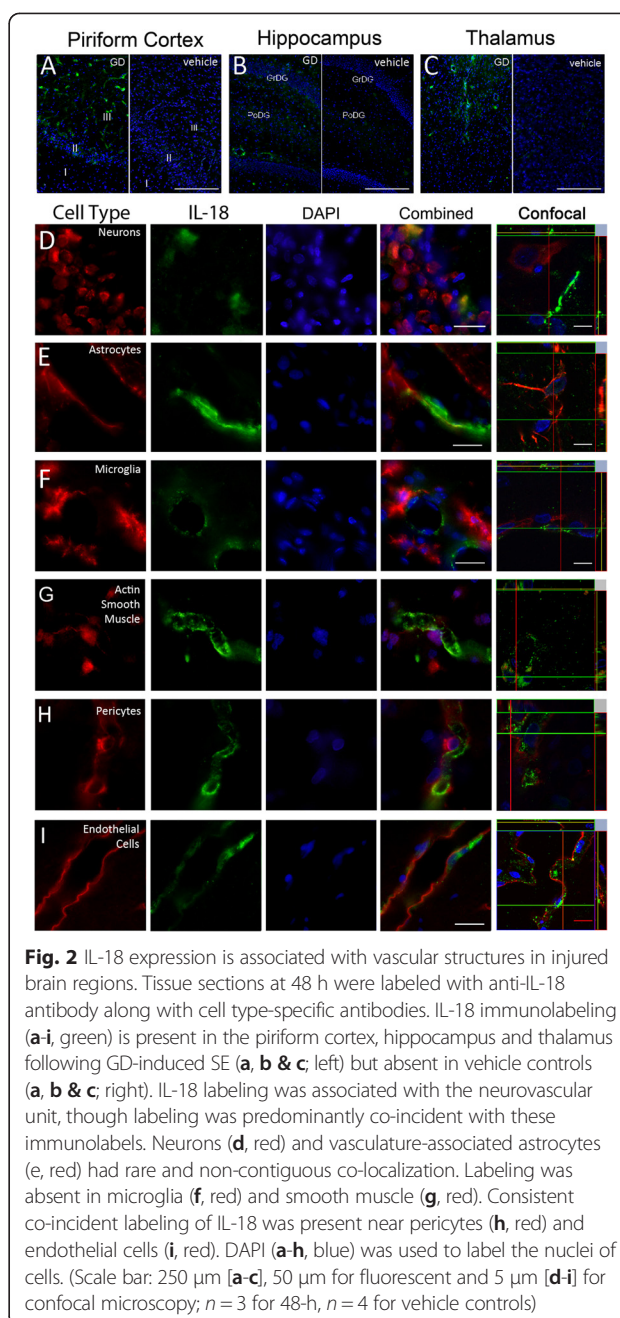 Piriform Cortex Hippocampus Thalamus
A GD vehicle B GD vehicle C GD vehicle
GrDG GrDG
III III
PoDG PoDG
II II
I I
Cell Type IL-18 DAPI Combined Confocal
D Neurons
E Astrocytes
F Microglia
G Actin
Smooth
Muscle
H Pericytes
I Endothelial
Cells
Fig. 2 IL-18 expression is associated with vascular structures in injured
brain regions. Tissue sections at 48 h were labeled with anti-IL-18
antibody along with cell type-specific antibodies. IL-18 immunolabeling
(a-i, green) is present in the piriform cortex, hippocampus and thalamus
following GD-induced SE (a, b & c; left) but absent in vehicle controls
(a, b & c; right). IL-18 labeling was associated with the neurovascular
unit, though labeling was predominantly co-incident with these
immunolabels. Neurons (d, red) and vasculature-associated astrocytes
(e, red) had rare and non-contiguous co-localization. Labeling was
absent in microglia (f, red) and smooth muscle (g, red). Consistent
co-incident labeling of IL-18 was present near pericytes (h, red) and
endothelial cells (i, red). DAPI (a-h, blue) was used to label the nuclei of
cells. (Scale bar: 250 μm [a-c], 50 μm for fluorescent and 5 μm [d-i] for
confocal microscopy; n = 3 for 48-h, n = 4 for vehicle controls)